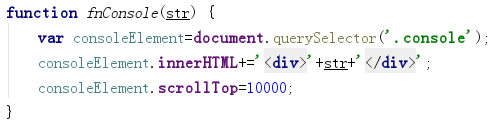 function fnConsole(str) {
    var consoleElement=document.querySelector('.console');
    consoleElement.innerHTML+='<div>'+str+'</div>';
    consoleElement.scrollTop=10000;
}